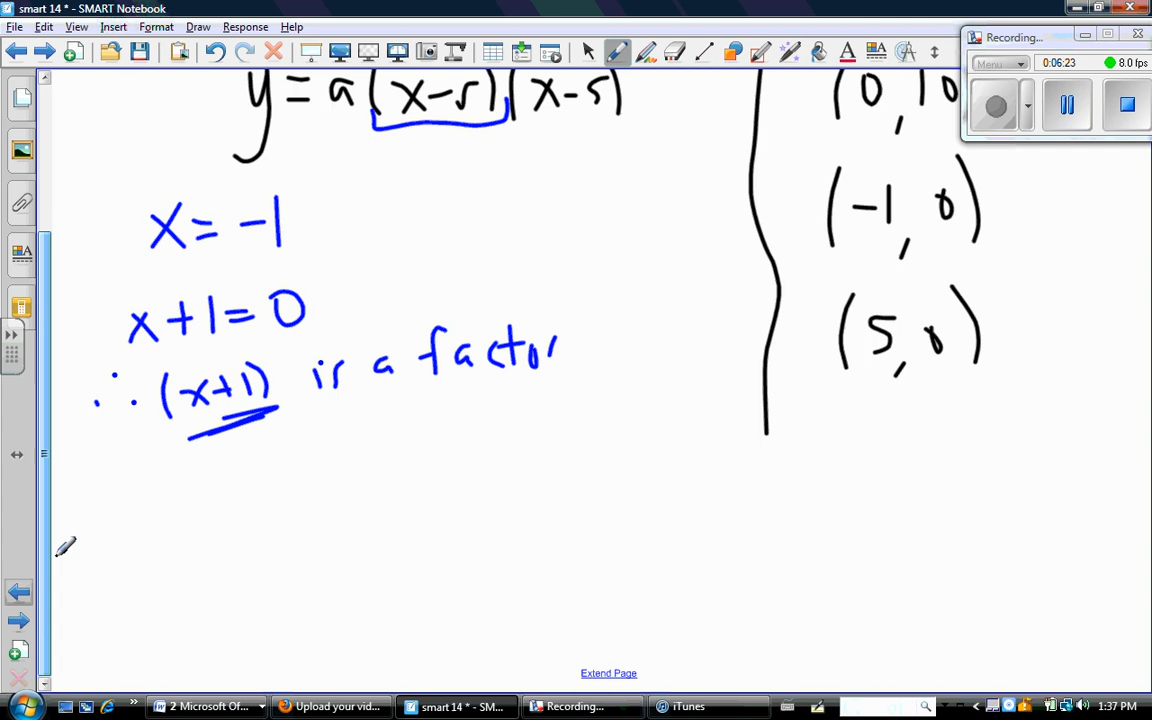 smart 14 * - SMART Notebook
File Edit View Insert Format Draw Response Help
Recording...
Menu 0:06:23 8.0 fps
y = a (x-5) (x-5)
(0, 10
x = -1
(-1, 0)
x+1=0
(5, 0)
∴ (x+1) is a factor
Extend Page
2 Microsoft Of... Upload your vid... smart 14 * - SM... Recording... iTunes 1:37 PM